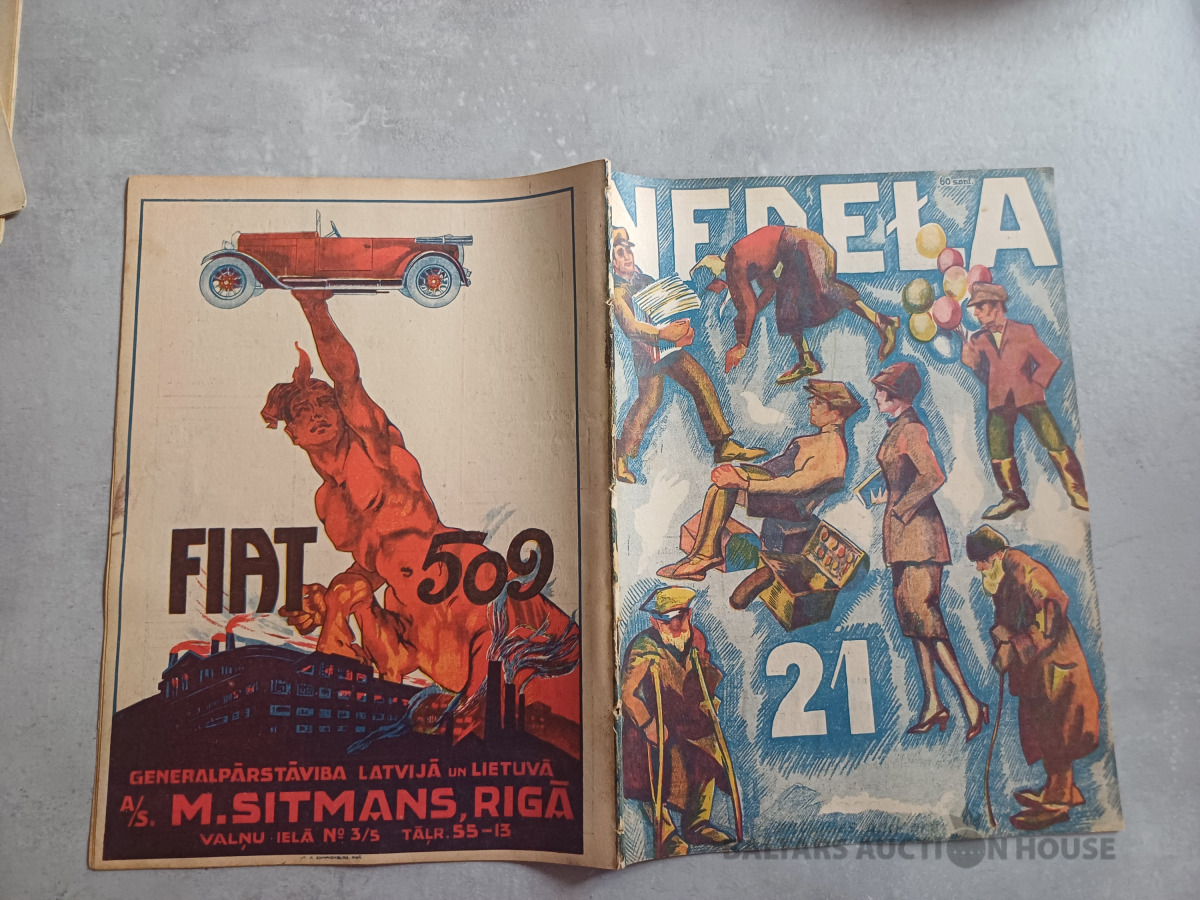 FIAT 509
GENERALPĀRSTĀVIBA LATVIJĀ UN LIETUVĀ
A/S. M.SITMANS, RIGĀ
VAĻŅU·IELĀ Nº 3/5 TĀĻR. 55-13
NEDEŁA
60 sant.
21
BALTARS AUCTION HOUSE